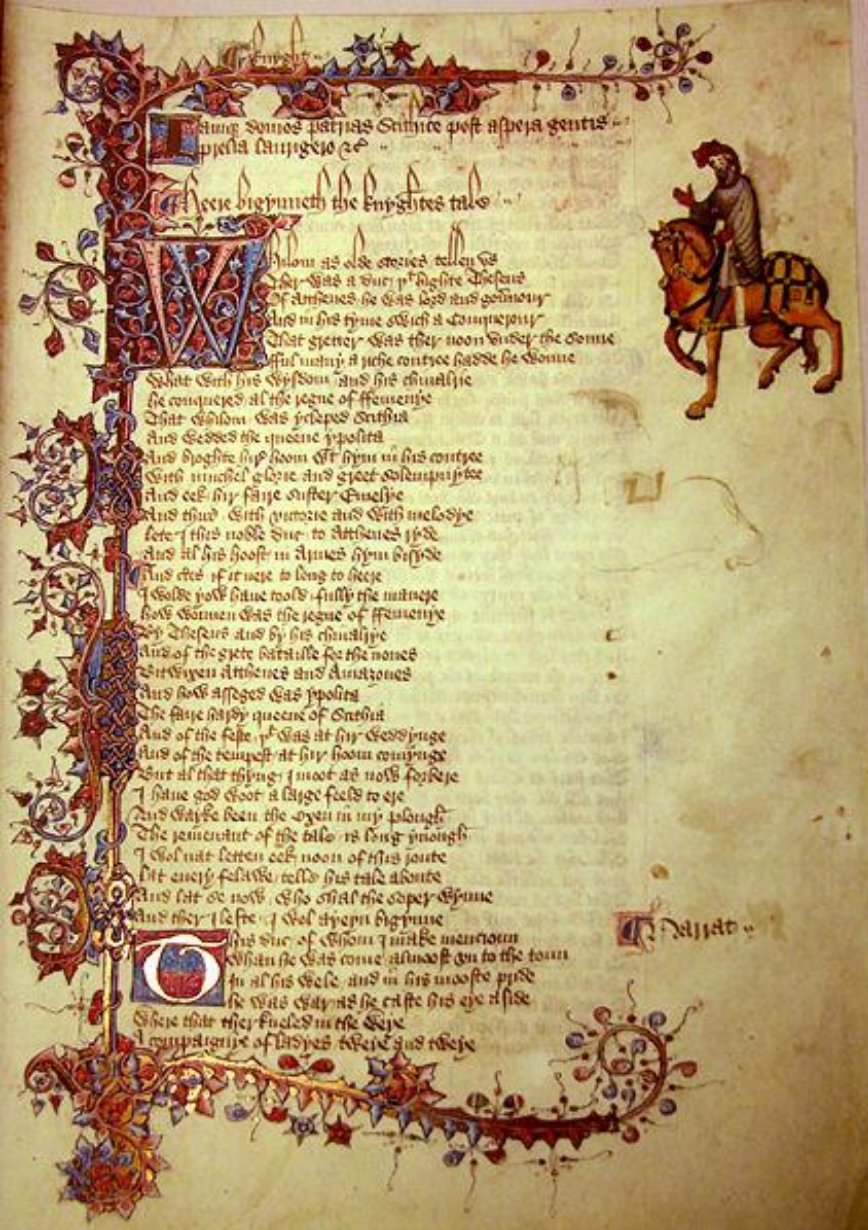 ¶ Knyght
Iamque domos patrias Scithice post aspera gentis
prelia laurigero &c
Heere bigynneth the knyghtes tale
Whilom as olde stories tellen vs
Ther was a duc þt highte Theseus
Of Atthenes he was lord and gouernour
And in his tyme swich a Conquerour
That gretter was ther noon vnder the sonne
fful many a riche contree hadde he wonne
What with his wysdom and his chiualrie
he conquered al the regne of ffemenye
That whilom was ycleped Scithia
And wedded the queene ypolita
And broghte hir hoom with hym in his contree
With muchel glorie and greet solempnytee
And eek hir faire suster Emelye
And thus with victorie and with melodye
lete I this noble duc to Atthenes ryde
And al his hoost in Armes hym bisyde
And certes if it nere to long to heere
I wolde yow haue toold fully the manere
how wonnen was the regne of ffemenye
By Theseus and by his chiualrye
And of the grete bataille for the nones
Bitwixen Atthenes and Amazones
And how asseged was ypolita
The faire hardy queene of Scithia
And of the feste þt was at hir weddynge
And of the tempest at hir hoom comynge
But al that thyng I moot as now forbere
I haue god woot a large feeld to ere
And wayke been the Oxen in my plough
The remenant of the tale is long ynough
I wol nat letten eek noon of this route
lat euery felawe telle his tale aboute
And lat se now who shal the soper wynne
And ther I lefte I wol ayeyn bigynne
This duc of whom I make mencioun
Whan he was come almoost vn to the toun
In al his wele and in his mooste pride
he was war as he caste his eye aside
Where that ther kneled in the weye
A compaignye of ladyes tweye and tweye
¶ Narrat